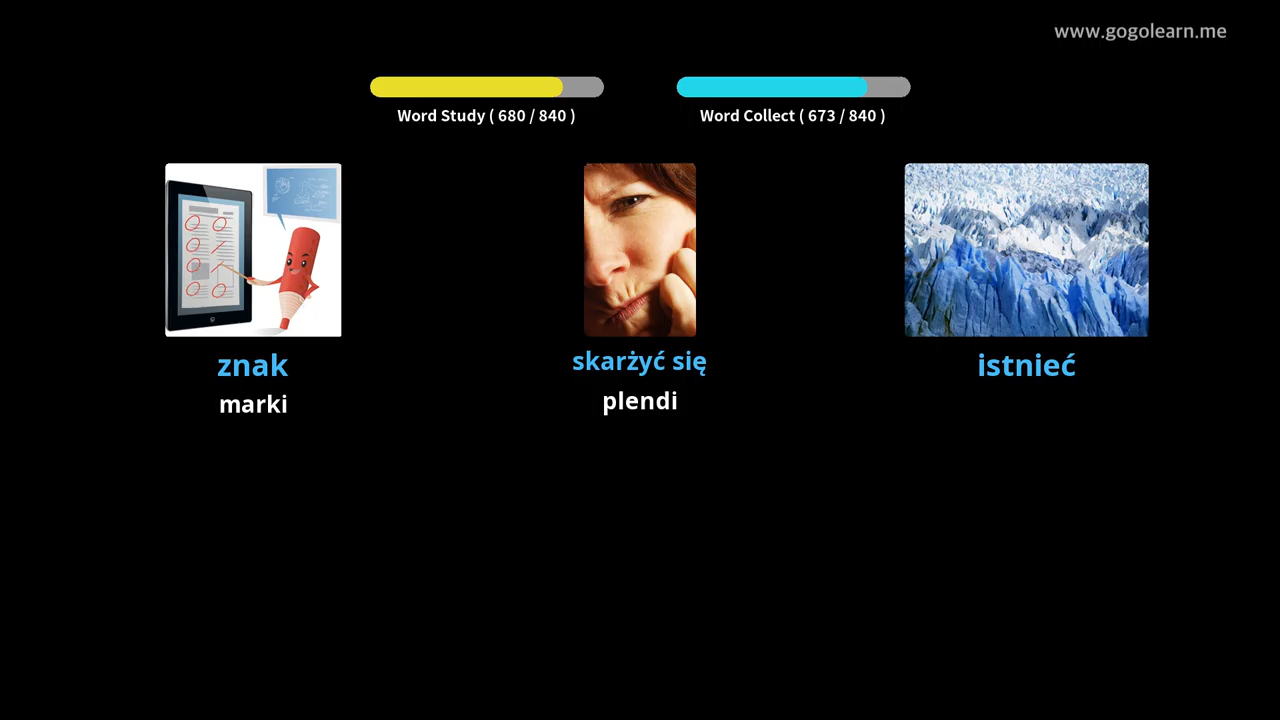 www.gogolearn.me
Word Study ( 680 / 840 )
Word Collect ( 673 / 840 )
znak
skarżyć się
istnieć
marki
plendi